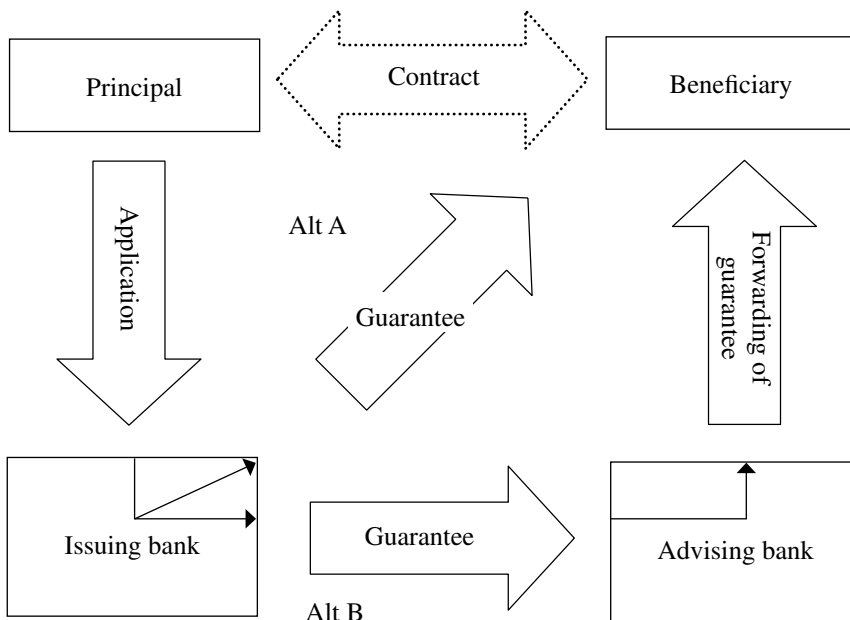 Principal
Contract
Beneficiary
Application
Alt A
Guarantee
Forwarding of
guarantee
Issuing bank
Guarantee
Advising bank
Alt B